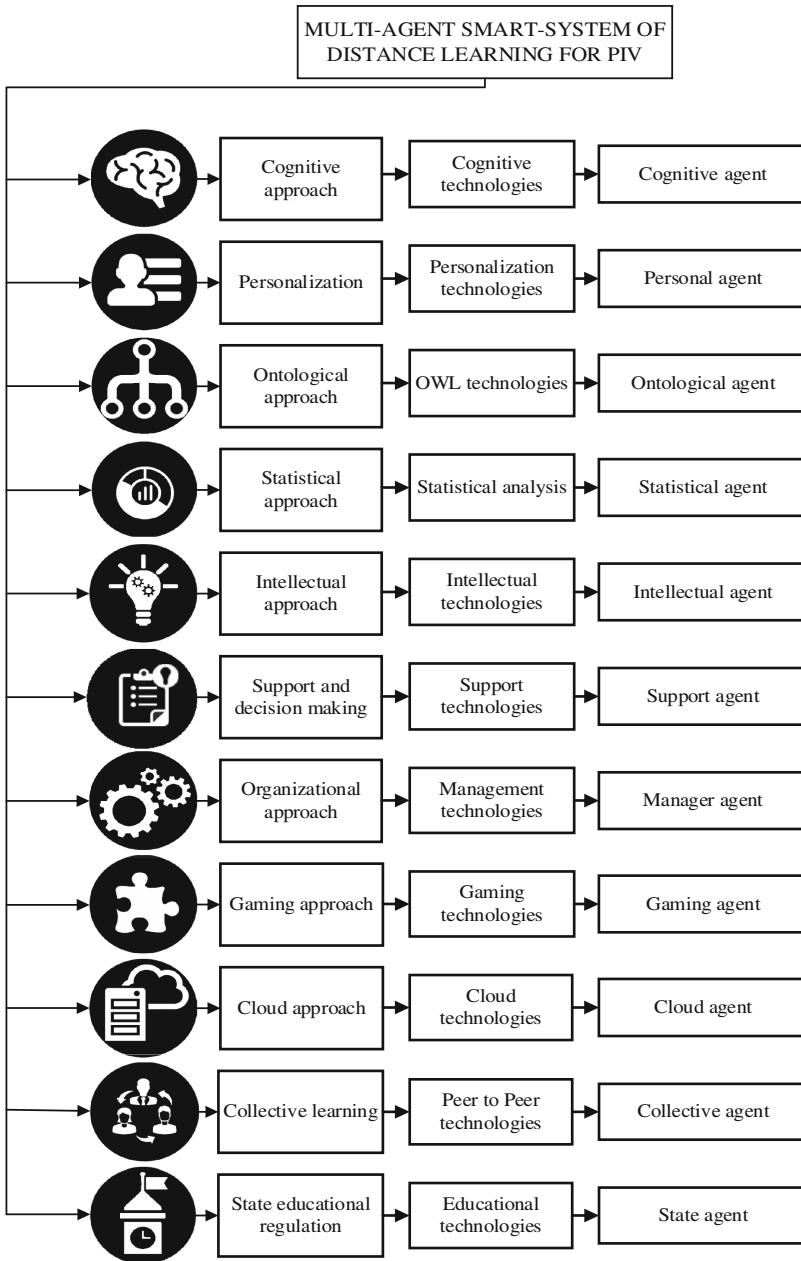 MULTI-AGENT SMART-SYSTEM OF
DISTANCE LEARNING FOR PIV
Cognitive
approach
Cognitive
technologies
Cognitive agent
Personalization
Personalization
technologies
Personal agent
Ontological
approach
OWL technologies
Ontological agent
Statistical
approach
Statistical analysis
Statistical agent
Intellectual
approach
Intellectual
technologies
Intellectual agent
Support and
decision making
Support
technologies
Support agent
Organizational
approach
Management
technologies
Manager agent
Gaming approach
Gaming
technologies
Gaming agent
Cloud approach
Cloud
technologies
Cloud agent
Collective learning
Peer to Peer
technologies
Collective agent
State educational
regulation
Educational
technologies
State agent